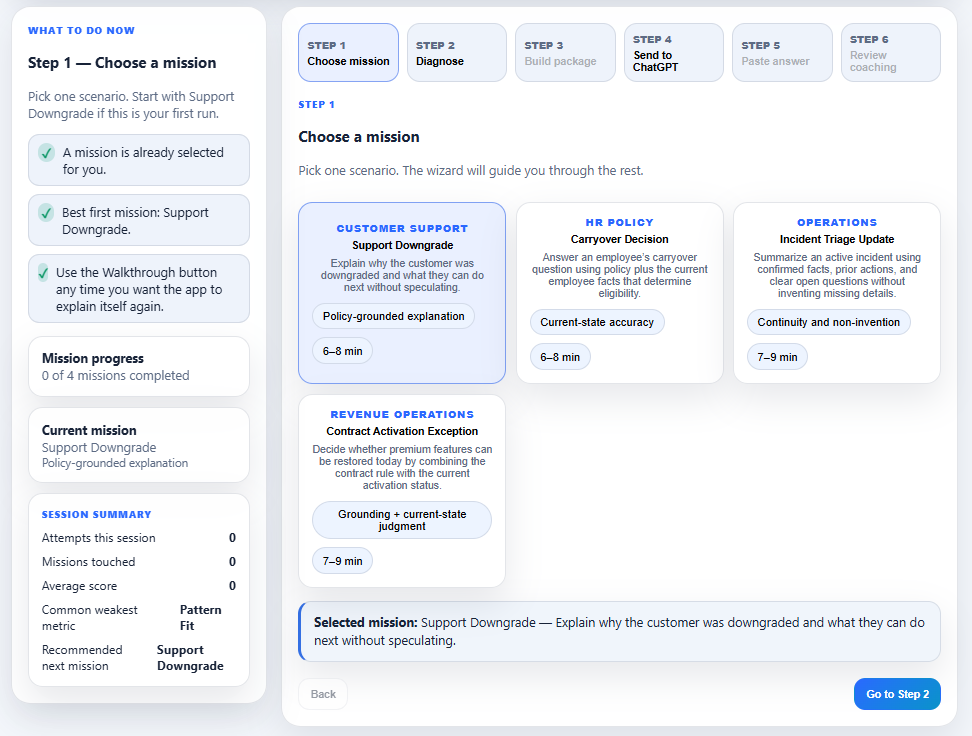 WHAT TO DO NOW
Step 1 — Choose a mission
Pick one scenario. Start with Support
Downgrade if this is your first run.
A mission is already selected
for you.
Best first mission: Support
Downgrade.
Use the Walkthrough button
any time you want the app to
explain itself again.
Mission progress
0 of 4 missions completed
Current mission
Support Downgrade
Policy-grounded explanation
SESSION SUMMARY
Attempts this session 0
Missions touched 0
Average score 0
Common weakest metric Pattern Fit
Recommended next mission Support Downgrade
STEP 1
Choose mission
STEP 2
Diagnose
STEP 3
Build package
STEP 4
Send to
ChatGPT
STEP 5
Paste answer
STEP 6
Review
coaching
STEP 1
Choose a mission
Pick one scenario. The wizard will guide you through the rest.
CUSTOMER SUPPORT
Support Downgrade
Explain why the customer was
downgraded and what they can do
next without speculating.
Policy-grounded explanation
6–8 min
HR POLICY
Carryover Decision
Answer an employee's carryover
question using policy plus the current
employee facts that determine
eligibility.
Current-state accuracy
6–8 min
OPERATIONS
Incident Triage Update
Summarize an active incident using
confirmed facts, prior actions, and
clear open questions without
inventing missing details.
Continuity and non-invention
7–9 min
REVENUE OPERATIONS
Contract Activation Exception
Decide whether premium features can
be restored today by combining the
contract rule with the current
activation status.
Grounding + current-state
judgment
7–9 min
Selected mission: Support Downgrade — Explain why the customer was downgraded and what they can do
next without speculating.
Back
Go to Step 2